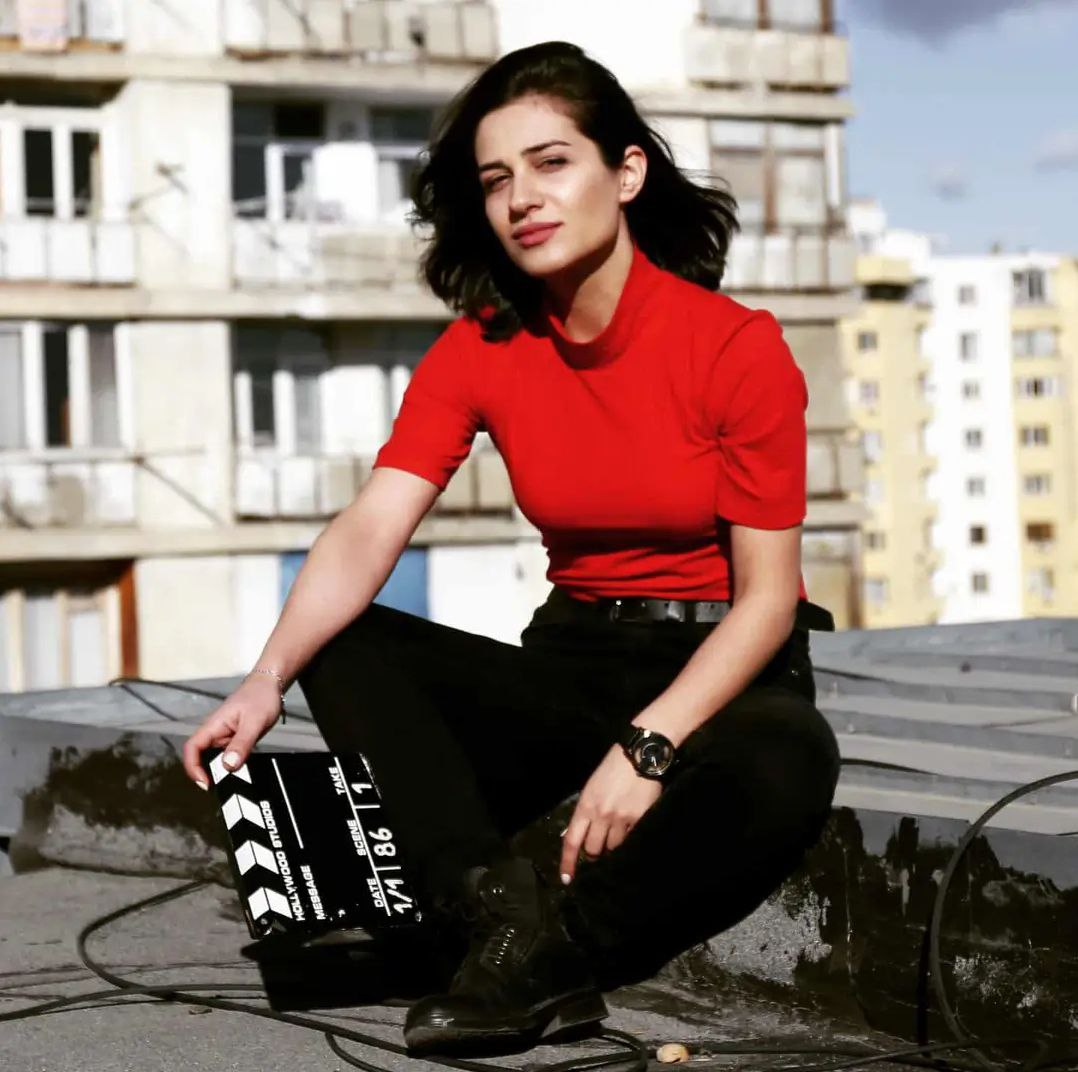 HOLLYWOOD STUDIOS
MESSAGE
DATE SCENE TAKE
1/1 86 1